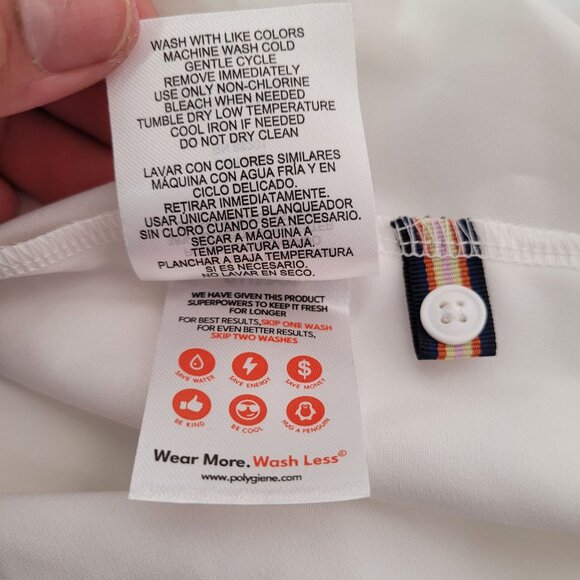 WASH WITH LIKE COLORS
MACHINE WASH COLD
GENTLE CYCLE
REMOVE IMMEDIATELY
USE ONLY NON-CHLORINE
BLEACH WHEN NEEDED
TUMBLE DRY LOW TEMPERATURE
COOL IRON IF NEEDED
DO NOT DRY CLEAN
LAVAR CON COLORES SIMILARES
MÁQUINA CON AGUA FRÍA Y EN
CICLO DELICADO.
RETIRAR INMEDIATAMENTE.
USAR ÚNICAMENTE BLANQUEADOR
SIN CLORO CUANDO SEA NECESARIO.
SECAR A MÁQUINA A
TEMPERATURA BAJA.
PLANCHAR A BAJA TEMPERATURA
SI ES NECESARIO.
NO LAVAR EN SECO.
WE HAVE GIVEN THIS PRODUCT
SUPERPOWERS TO KEEP IT FRESH
FOR LONGER
FOR BEST RESULTS, SKIP ONE WASH
FOR EVEN BETTER RESULTS,
SKIP TWO WASHES
SAVE WATER SAVE ENERGY SAVE MONEY
BE KIND BE COOL HUG A PENGUIN
Wear More. Wash Less©
www.polygiene.com